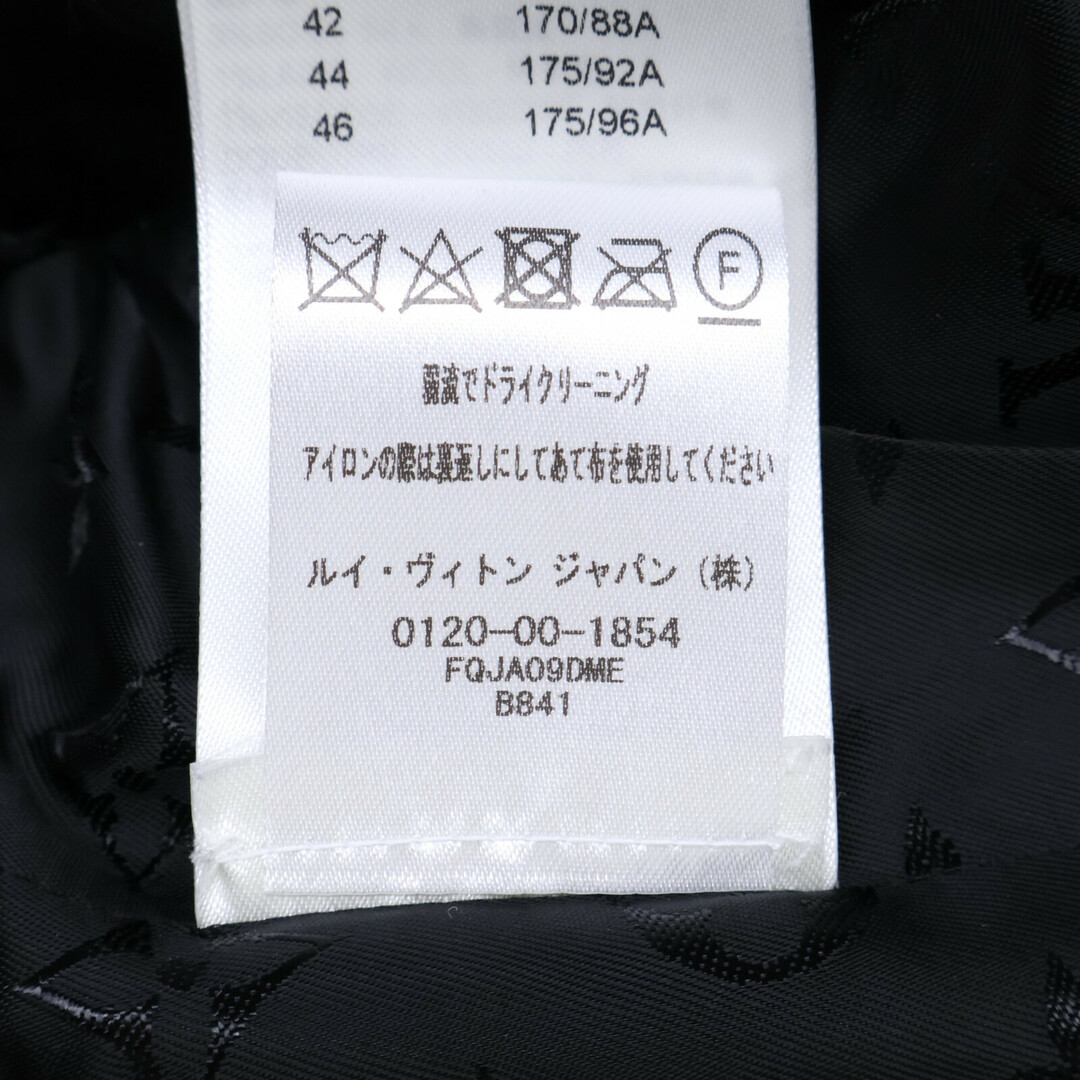 42 170/88A
44 175/92A
46 175/96A
F
弱流でドライクリーニング
アイロンの際は裏返しにしてあて布を使用してください
ルイ・ヴィトン ジャパン (株)
0120-00-1854
FQJA09DME
B841